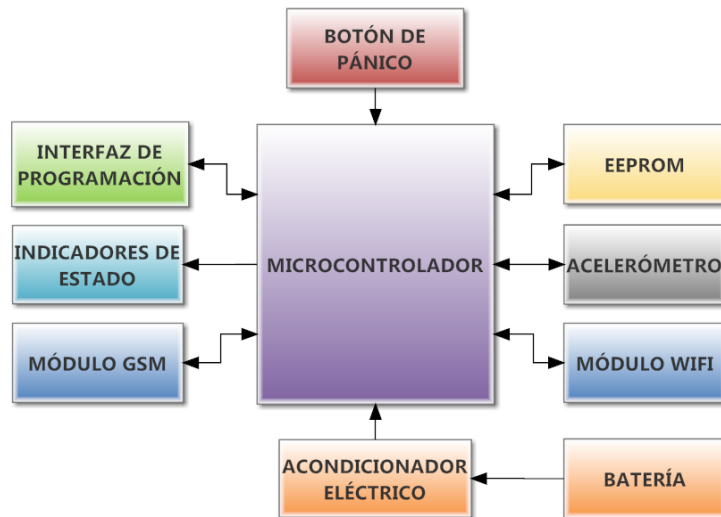 BOTÓN DE
PÁNICO
INTERFAZ DE
PROGRAMACIÓN
EEPROM
INDICADORES DE
ESTADO
MICROCONTROLADOR
ACELERÓMETRO
MÓDULO GSM
MÓDULO WIFI
ACONDICIONADOR
ELÉCTRICO
BATERÍA